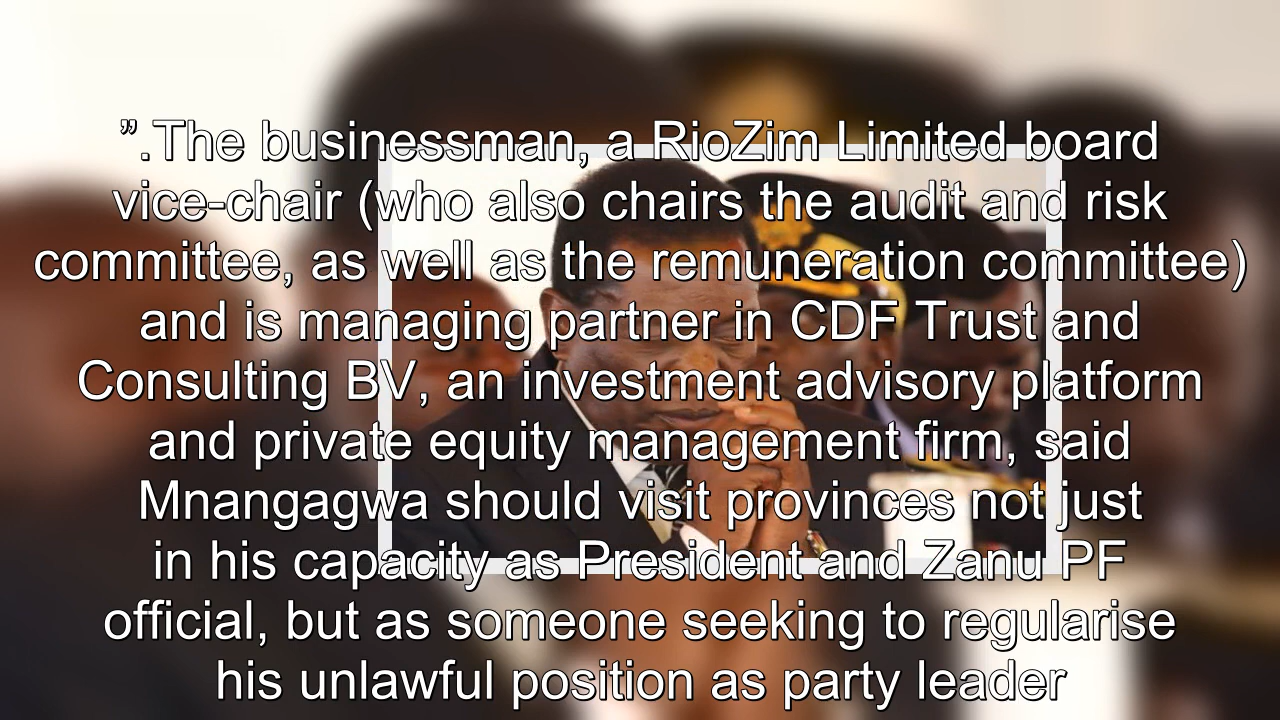 ”.The businessman, a RioZim Limited board
vice-chair (who also chairs the audit and risk
committee, as well as the remuneration committee)
and is managing partner in CDF Trust and
Consulting BV, an investment advisory platform
and private equity management firm, said
Mnangagwa should visit provinces not just
in his capacity as President and Zanu PF
official, but as someone seeking to regularise
his unlawful position as party leader